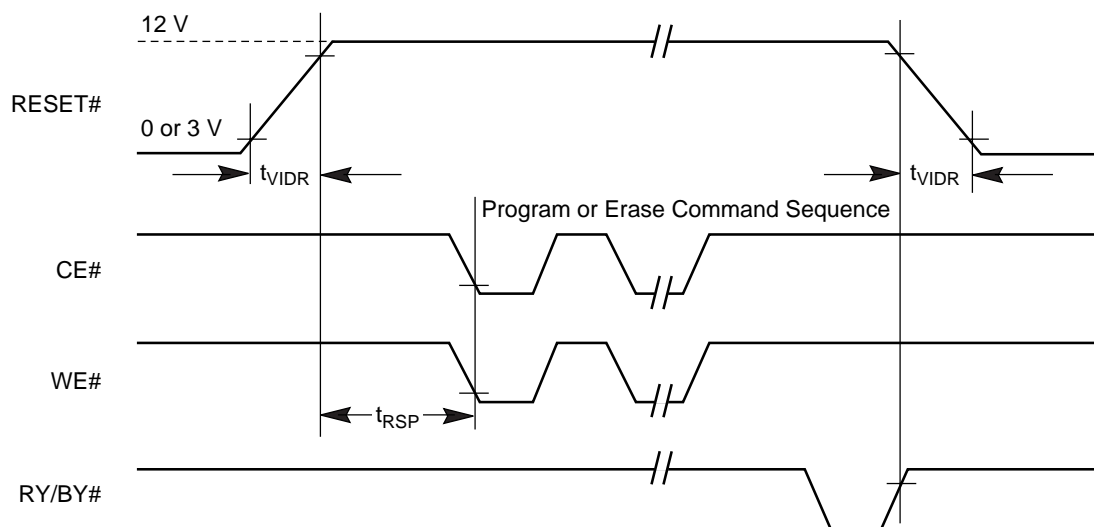 12 V
RESET#
0 or 3 V
tVIDR
tVIDR
Program or Erase Command Sequence
CE#
WE#
tRSP
RY/BY#